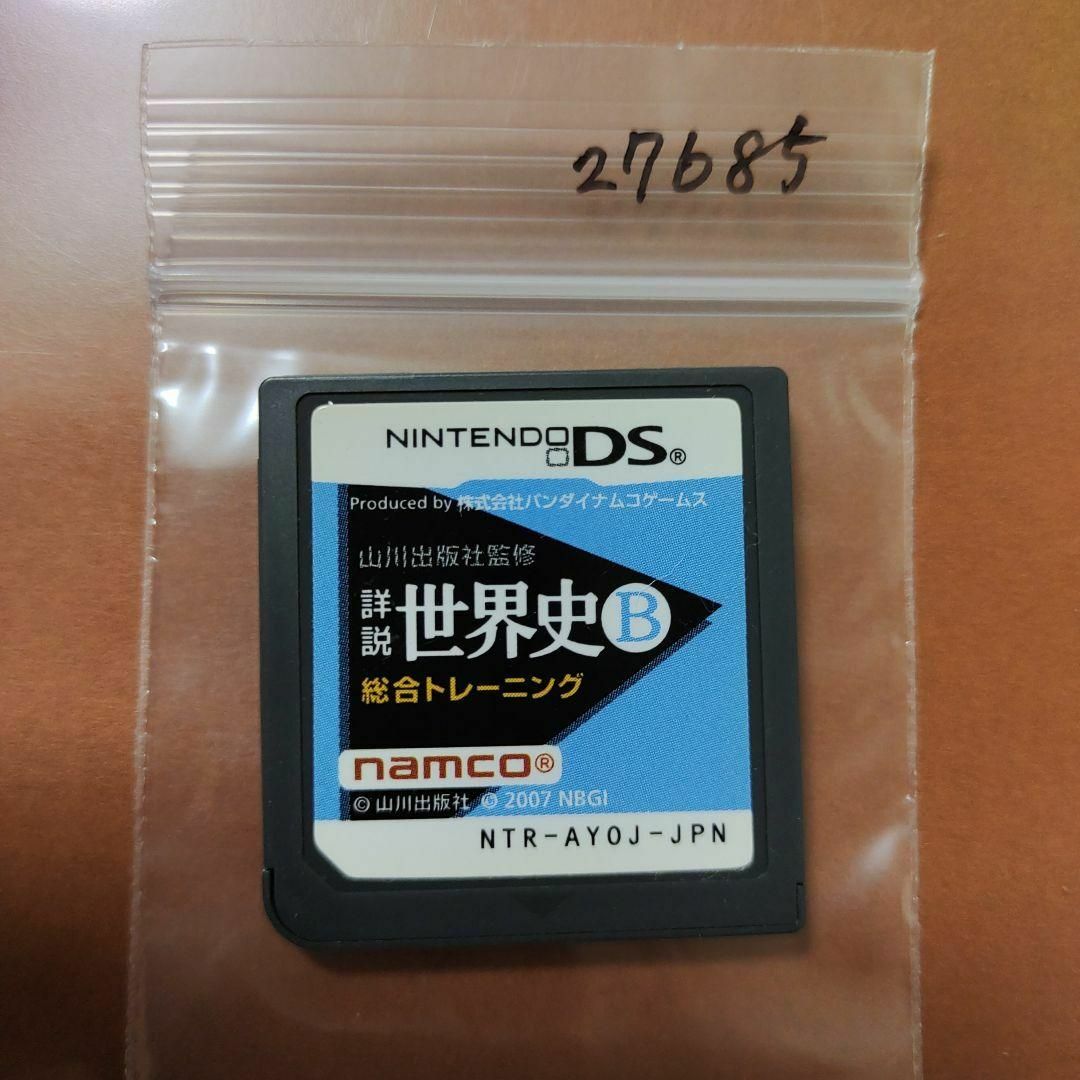 27685
NINTENDO DS®
Produced by 株式会社バンダイナムコゲームス
山川出版社監修
詳説 世界史B
総合トレーニング
namco®
© 山川出版社 © 2007 NBGI
NTR-AYOJ-JPN